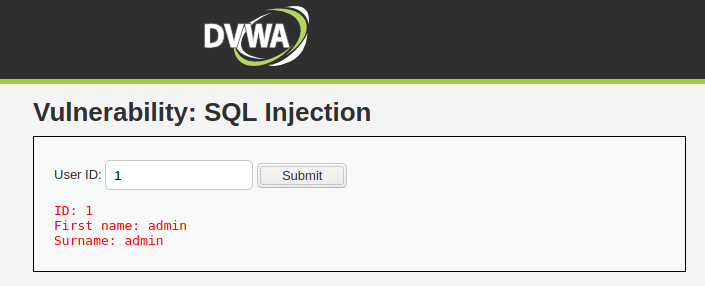 DVWA
Vulnerability: SQL Injection
User ID: 1 Submit
ID: 1
First name: admin
Surname: admin